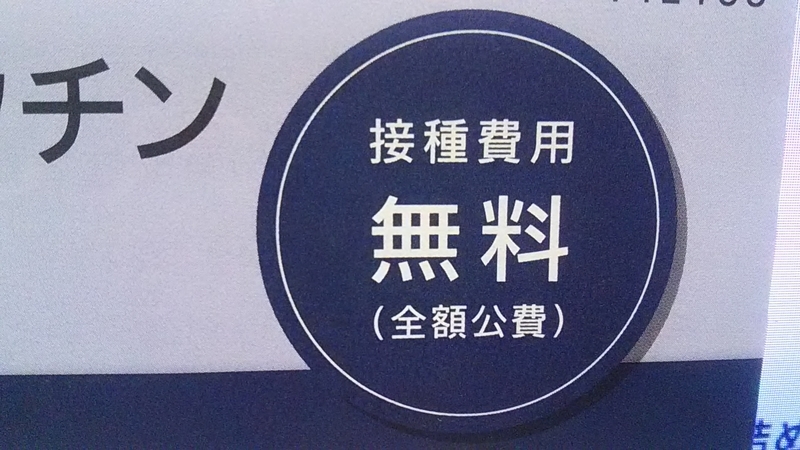 チン
接種費用
無料
(全額公費)